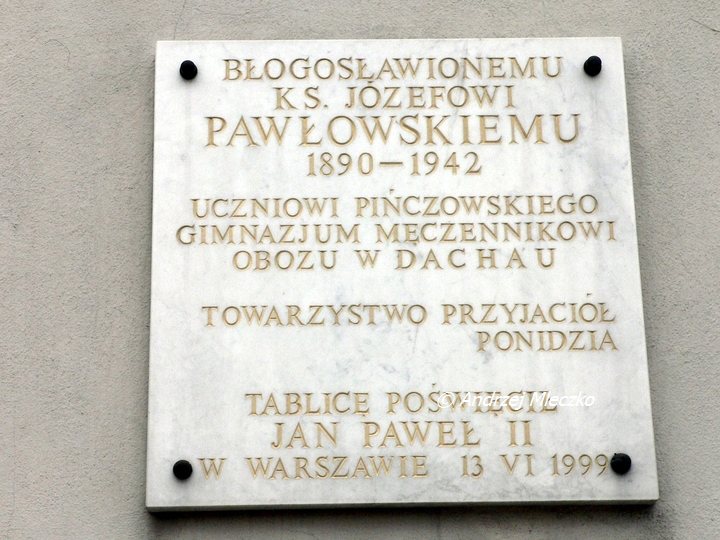 BŁOGOSŁAWIONEMU
KS. JÓZEFOWI
PAWŁOWSKIEMU
1890—1942
UCZNIOWI PIŃCZOWSKIEGO
GIMNAZJUM MĘCZENNIKOWI
OBOZU W DACHAU
TOWARZYSTWO PRZYJACIÓŁ
PONIDZIA
TABLICĘ POŚWIĘCIŁ
© Andrzej Mleczko
JAN PAWEŁ II
W WARSZAWIE 13 VI 1999